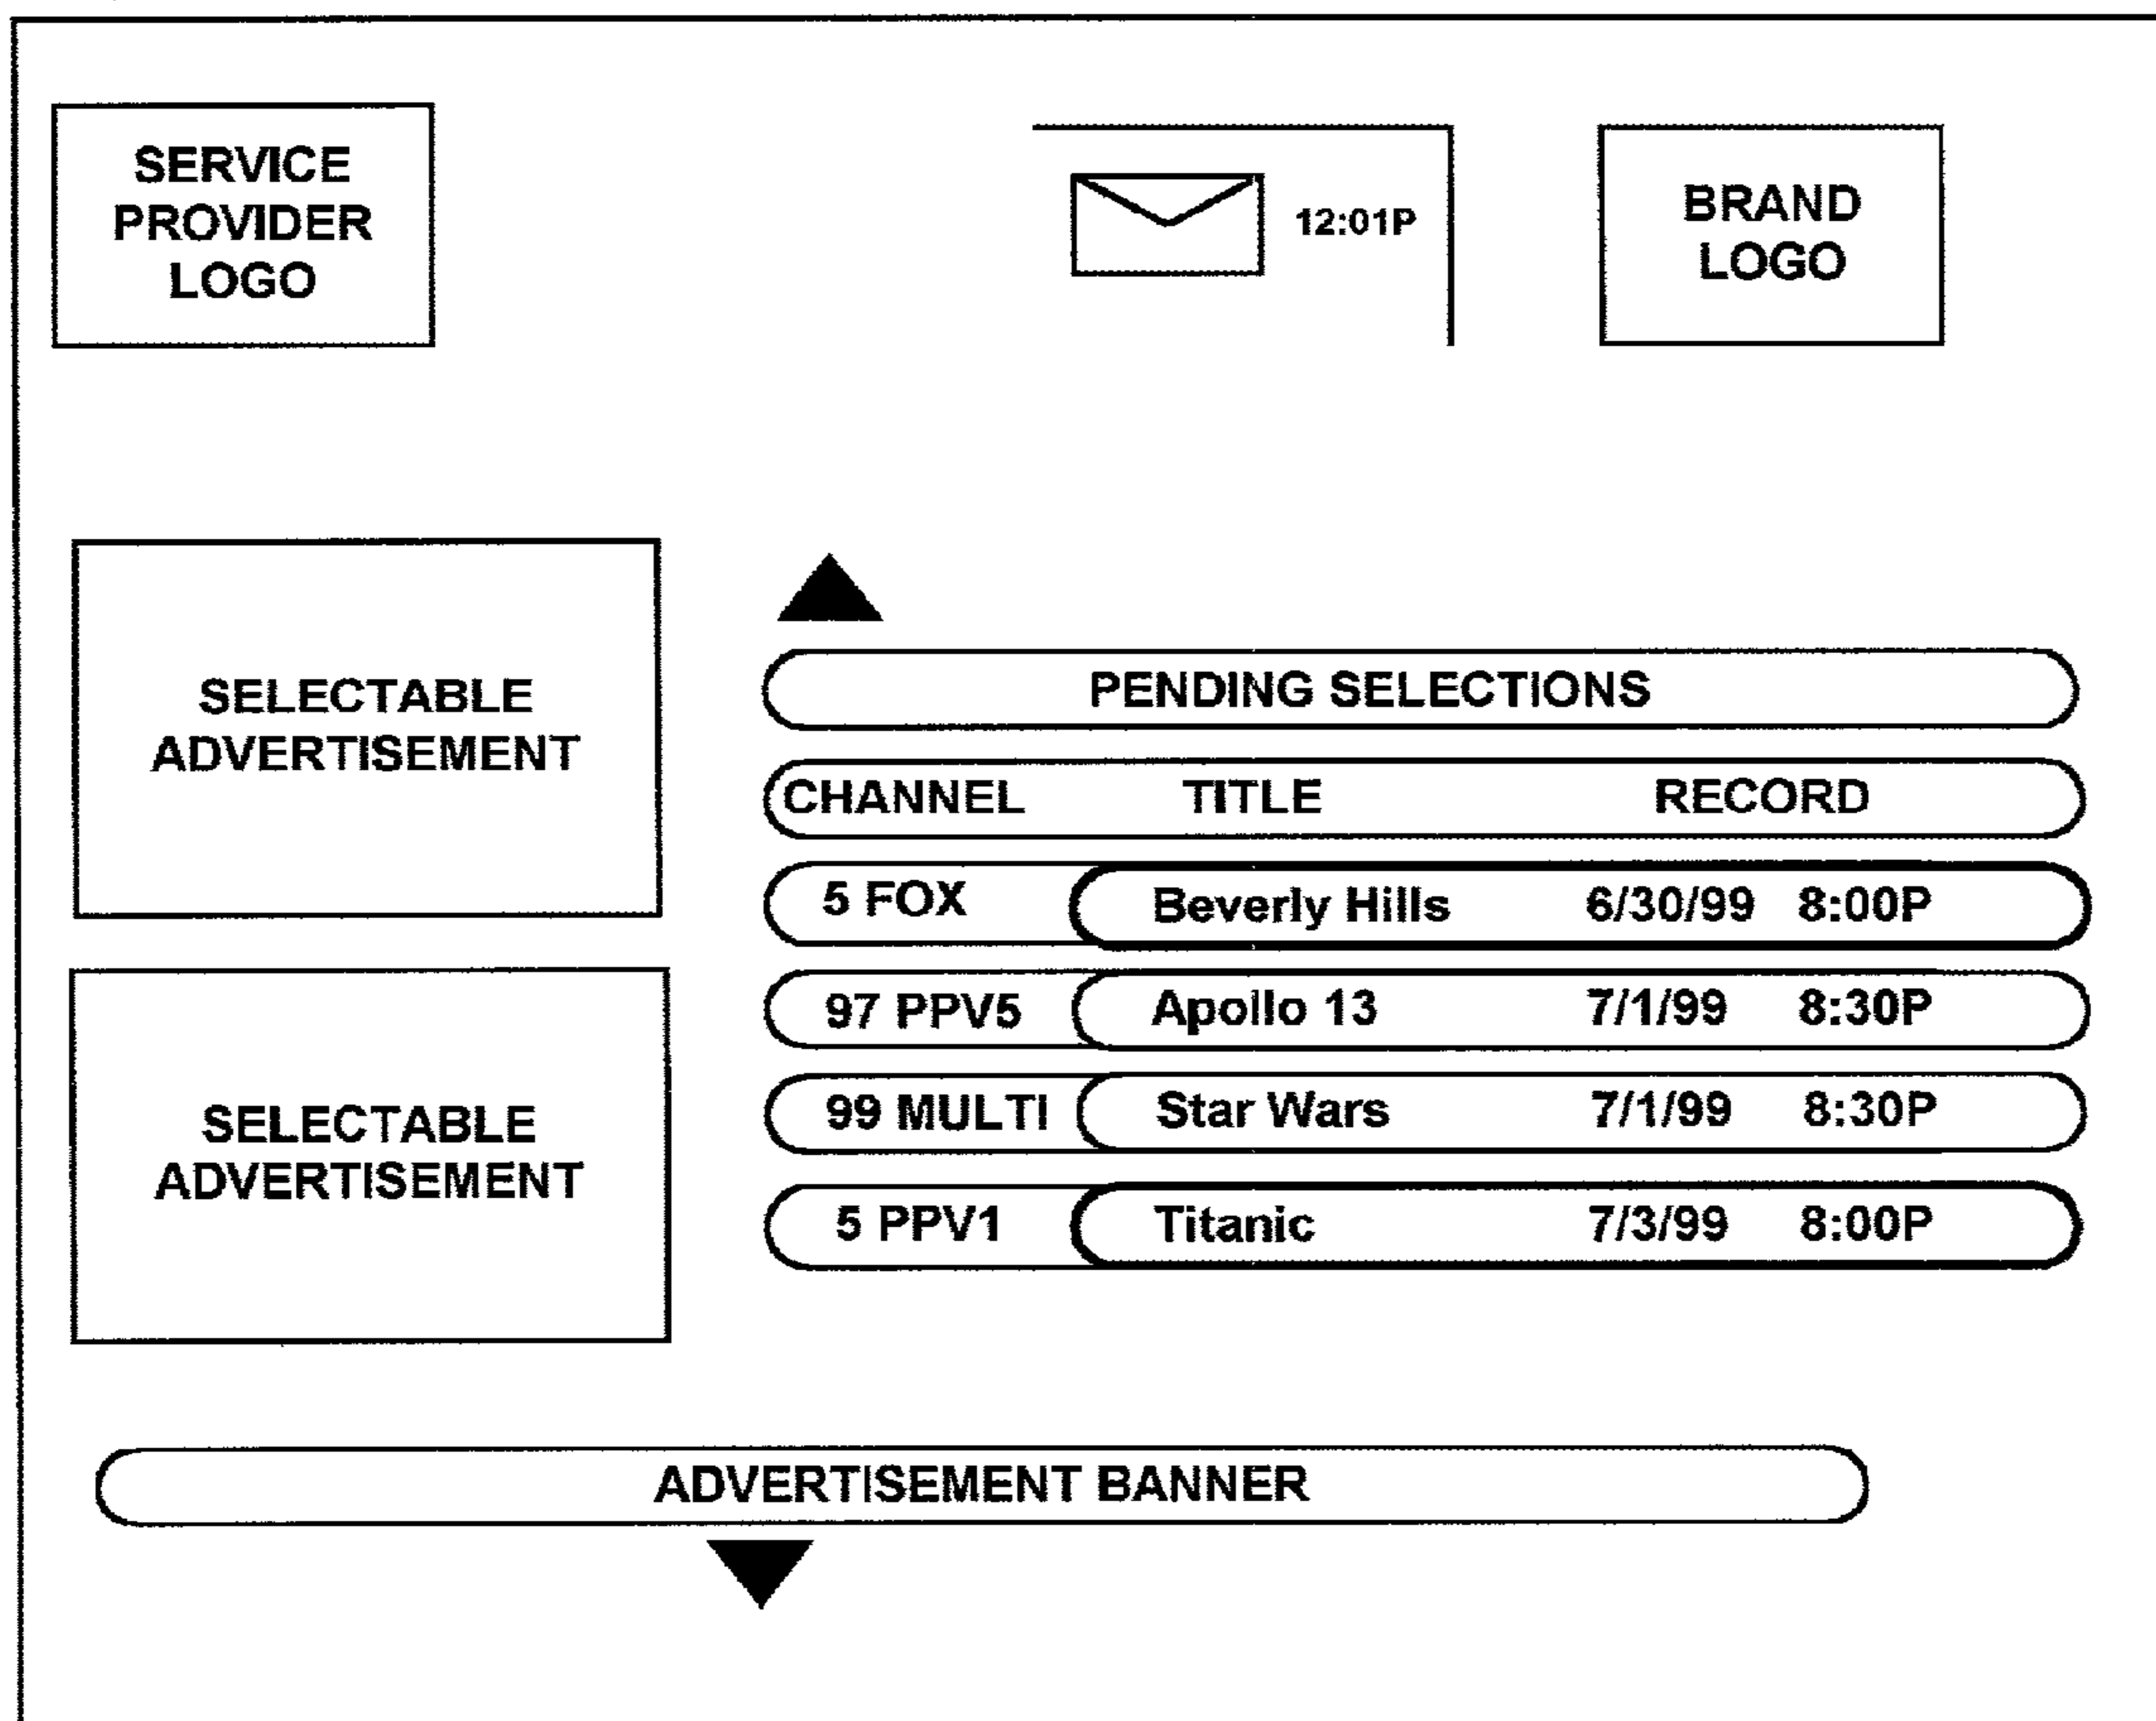 SERVICE
PROVIDER
LOGO
12:01P
BRAND
LOGO
SELECTABLE
ADVERTISEMENT
SELECTABLE
ADVERTISEMENT
PENDING SELECTIONS
CHANNEL TITLE RECORD
5 FOX Beverly Hills 6/30/99 8:00P
97 PPV5 Apollo 13 7/1/99 8:30P
99 MULTI Star Wars 7/1/99 8:30P
5 PPV1 Titanic 7/3/99 8:00P
ADVERTISEMENT BANNER